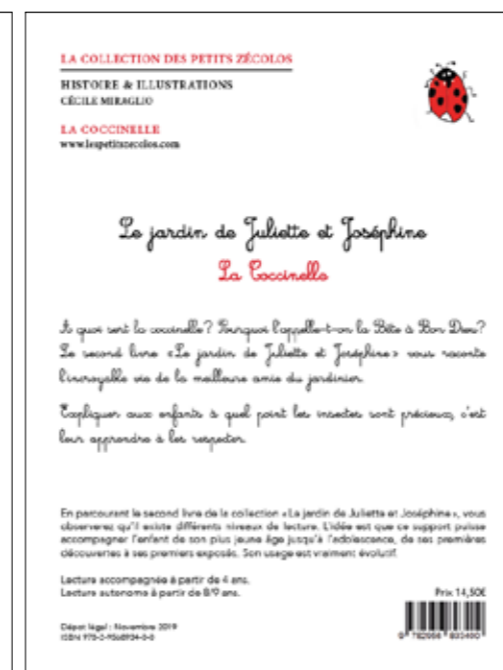 LA COLLECTION DES PETITS ZÉCOLOS
HISTOIRE & ILLUSTRATIONS
CÉCILE MIRAGLIO
LA COCCINELLE
www.lespetitszecolos.com
Le jardin de Juliette et Joséphine
La Coccinelle
À quoi sert la coccinelle ? Pourquoi l'appelle-t-on la Bête à Bon Dieu?
Le second livre «Le jardin de Juliette et Joséphine» vous raconte
l'incroyable vie de la meilleure amie du jardinier.
Expliquer aux enfants à quel point les insectes sont précieux, c'est
leur apprendre à les respecter.
En parcourant le second livre de la collection «Le jardin de Juliette et Joséphine», vous
observerez qu'il existe différents niveaux de lecture. L'idée est que ce support puisse
accompagner l'enfant de son plus jeune âge jusqu'à l'adolescence, de ses premières
découvertes à ses premiers exposés. Son usage est vraiment évolutif.
Lecture accompagnée à partir de 4 ans.
Lecture autonome à partir de 8/9 ans.
Prix 14,50€
Dépot légal : Novembre 2019
ISBN